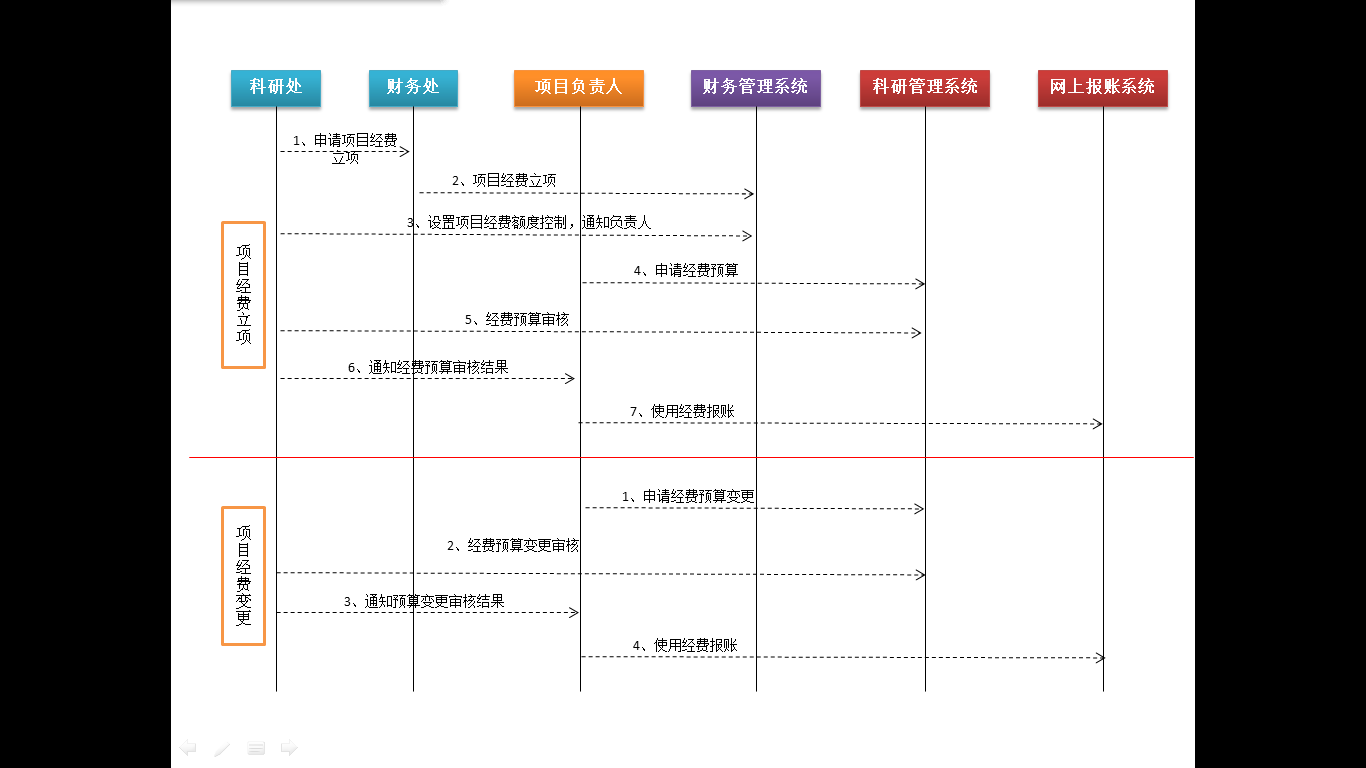 科研处
财务处
项目负责人
财务管理系统
科研管理系统
网上报账系统
1、申请项目经费
立项
2、项目经费立项
3、设置项目经费额度控制，通知负责人
4、申请经费预算
5、经费预算审核
6、通知经费预算审核结果
7、使用经费报账
项目经费立项
1、申请经费预算变更
2、经费预算变更审核
3、通知预算变更审核结果
4、使用经费报账
项目经费变更